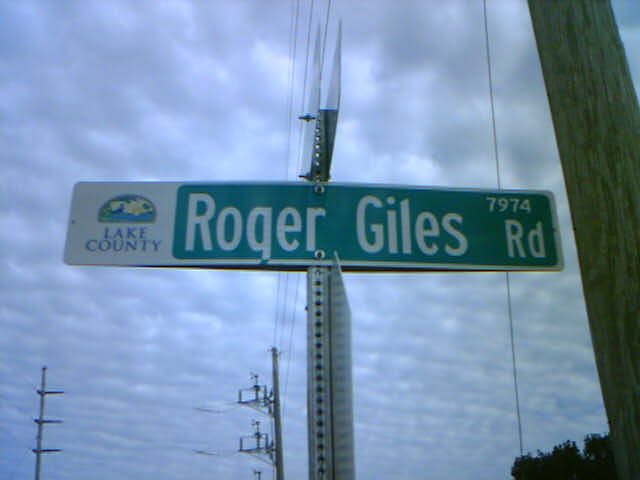 LAKE
COUNTY
Roger Giles Rd
7974